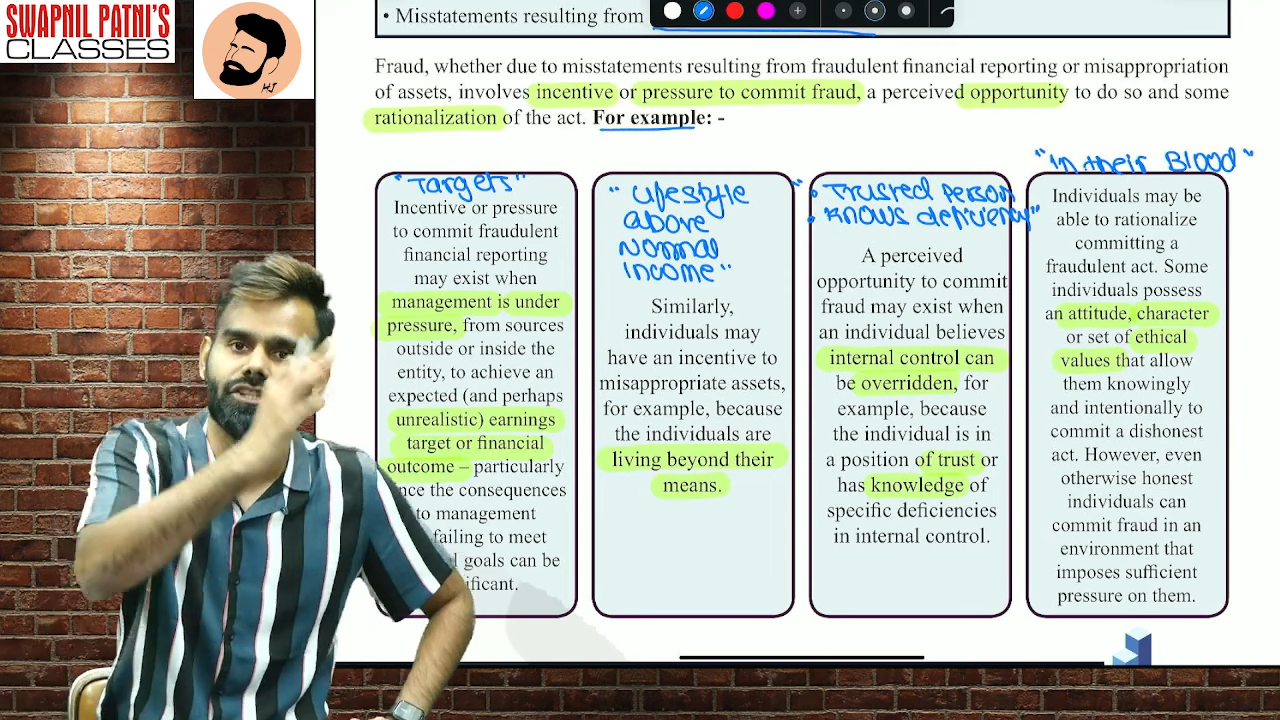 SWAPNIL PATNI'S
CLASSES
• Misstatements resulting from
Fraud, whether due to misstatements resulting from fraudulent financial reporting or misappropriation
of assets, involves incentive or pressure to commit fraud, a perceived opportunity to do so and some
rationalization of the act. For example: -
"Targets"
Incentive or pressure
to commit fraudulent
financial reporting
may exist when
management is under
pressure, from sources
outside or inside the
entity, to achieve an
expected (and perhaps
unrealistic) earnings
target or financial
outcome – particularly
the consequences
to management
failing to meet
goals can be
"Lifestyle
above
Normal
Income"
Similarly,
individuals may
have an incentive to
misappropriate assets,
for example, because
the individuals are
living beyond their
means.
"• Trusted Person
• Knows deficiency"
A perceived
opportunity to commit
fraud may exist when
an individual believes
internal control can
be overridden, for
example, because
the individual is in
a position of trust or
has knowledge of
specific deficiencies
in internal control.
"in their Blood"
Individuals may be
able to rationalize
committing a
fraudulent act. Some
individuals possess
an attitude, character
or set of ethical
values that allow
them knowingly
and intentionally to
commit a dishonest
act. However, even
otherwise honest
individuals can
commit fraud in an
environment that
imposes sufficient
pressure on them.